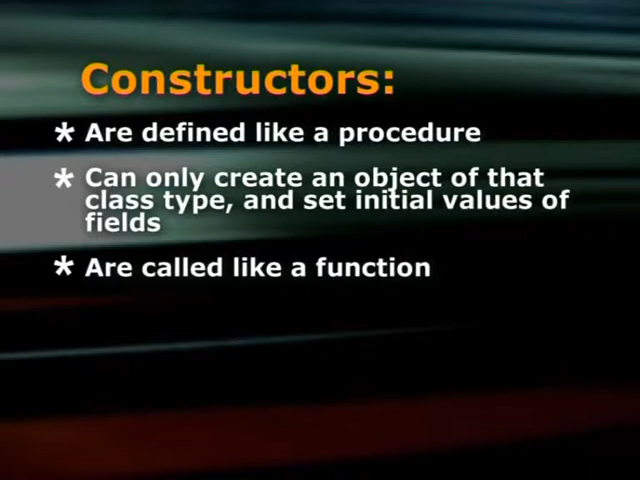 Constructors:
* Are defined like a procedure
* Can only create an object of that
class type, and set initial values of
fields
* Are called like a function